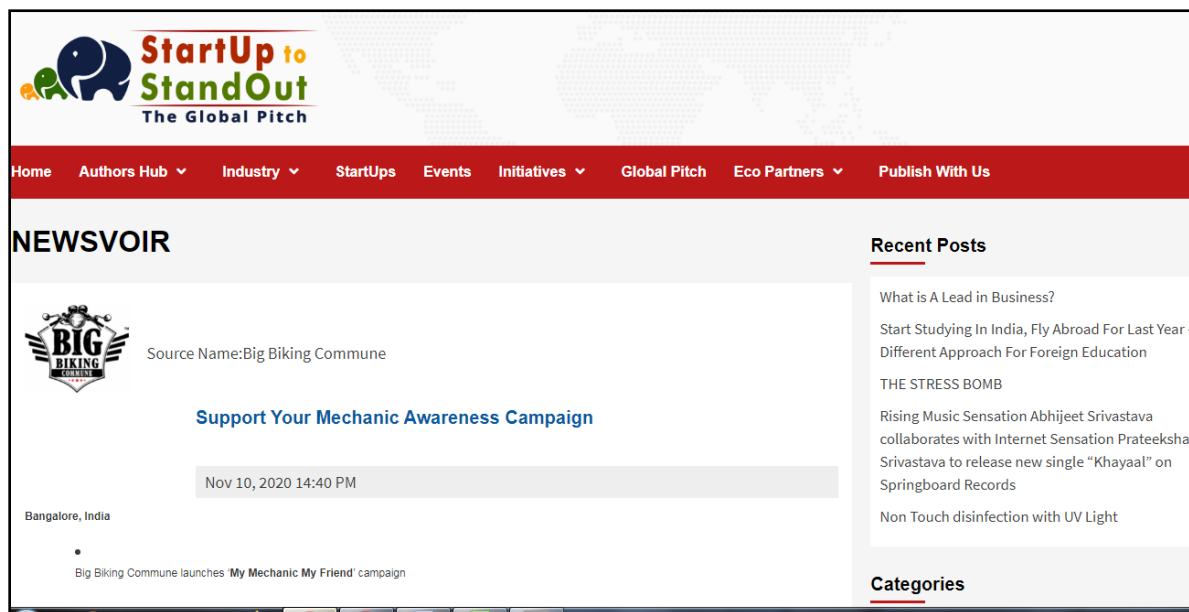 StartUp to
StandOut
The Global Pitch
Home Authors Hub Industry StartUps Events Initiatives Global Pitch Eco Partners Publish With Us
NEWSVOIR
BIG
BIKING
COMMUNE
Source Name:Big Biking Commune
Support Your Mechanic Awareness Campaign
Nov 10, 2020 14:40 PM
Bangalore, India
Big Biking Commune launches ‘My Mechanic My Friend’ campaign
Recent Posts
What is A Lead in Business?
Start Studying In India, Fly Abroad For Last Year
Different Approach For Foreign Education
THE STRESS BOMB
Rising Music Sensation Abhijeet Srivastava
collaborates with Internet Sensation Prateeksha
Srivastava to release new single “Khayaal” on
Springboard Records
Non Touch disinfection with UV Light
Categories